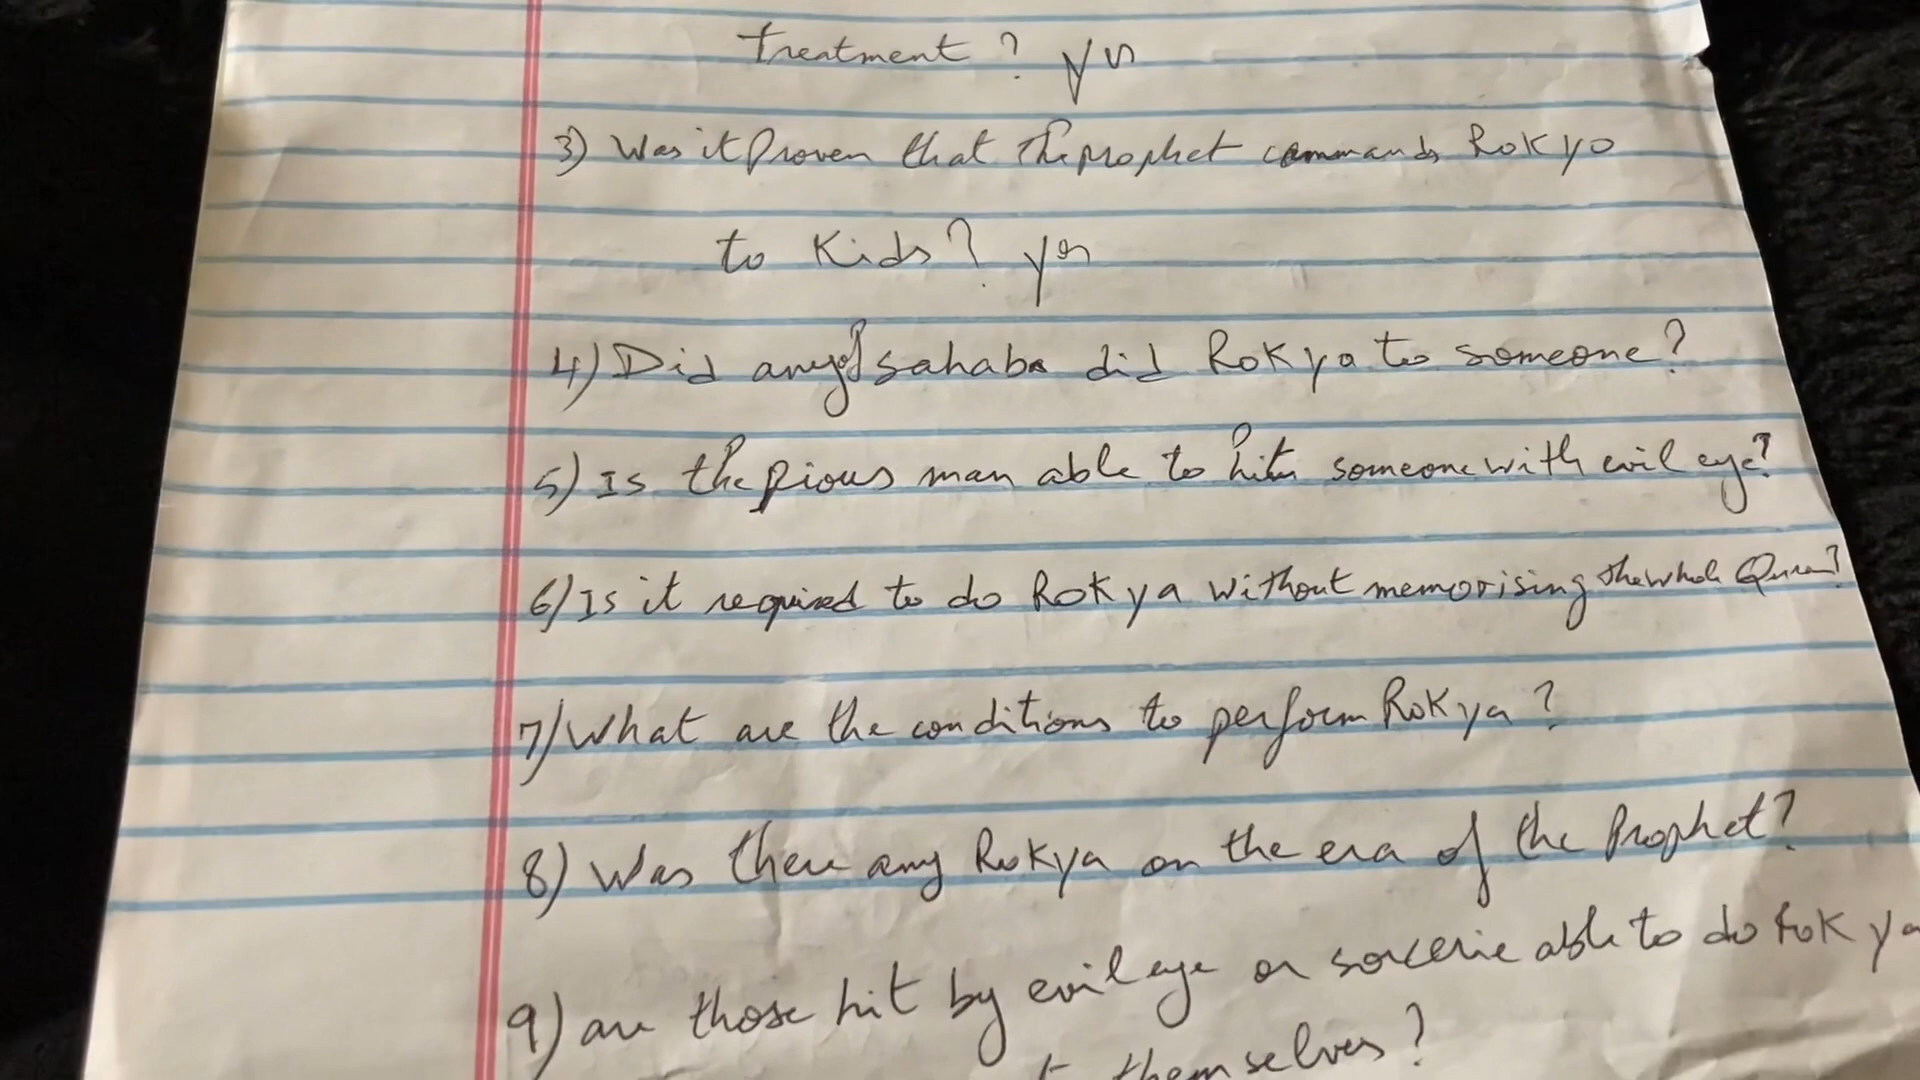 Treatment? yes
3) Was it Proven that The prophet commands Rokyo
to Kids? yes
4) Did any of sahaba did Rokya to someone?
5) Is the pious man able to hit someone with evil eye?
6) Is it required to do Rokya without memorising the whole Quran?
7) What are the conditions to perform Rokya?
8) Was there any Rokya on the era of the Prophet?
9) are those hit by evil eye or sorcerie able to do Rokya
themselves?